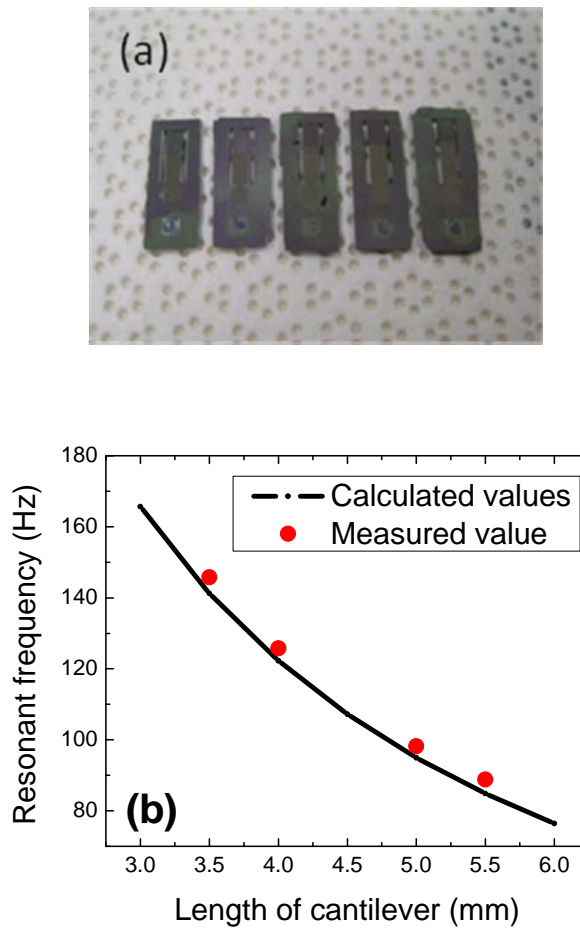 (a)
180
160
140
120
100
80
Resonant frequency (Hz)
Calculated values
Measured value
(b)
3.0 3.5 4.0 4.5 5.0 5.5 6.0
Length of cantilever (mm)